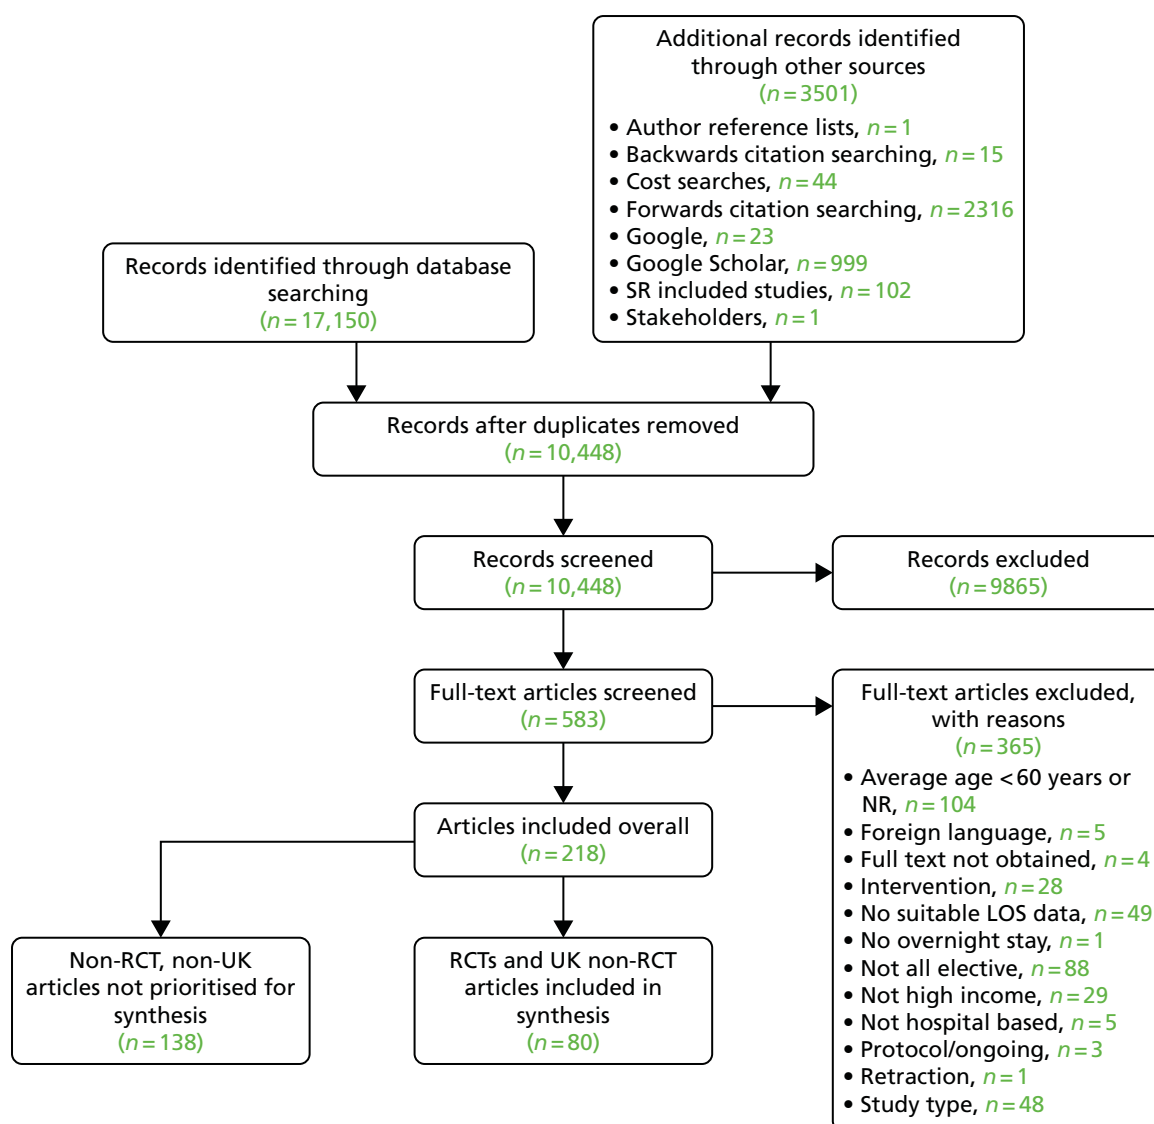 Additional records identified
through other sources
(n = 3501)
• Author reference lists, n = 1
• Backwards citation searching, n = 15
• Cost searches, n = 44
• Forwards citation searching, n = 2316
• Google, n = 23
• Google Scholar, n = 999
• SR included studies, n = 102
• Stakeholders, n = 1
Records identified through database
searching
(n = 17,150)
Records after duplicates removed
(n = 10,448)
Records screened
(n = 10,448)
Records excluded
(n = 9865)
Full-text articles screened
(n = 583)
Full-text articles excluded,
with reasons
(n = 365)
• Average age < 60 years or
NR, n = 104
• Foreign language, n = 5
• Full text not obtained, n = 4
• Intervention, n = 28
• No suitable LOS data, n = 49
• No overnight stay, n = 1
• Not all elective, n = 88
• Not high income, n = 29
• Not hospital based, n = 5
• Protocol/ongoing, n = 3
• Retraction, n = 1
• Study type, n = 48
Articles included overall
(n = 218)
Non-RCT, non-UK
articles not prioritised for
synthesis
(n = 138)
RCTs and UK non-RCT
articles included in
synthesis
(n = 80)